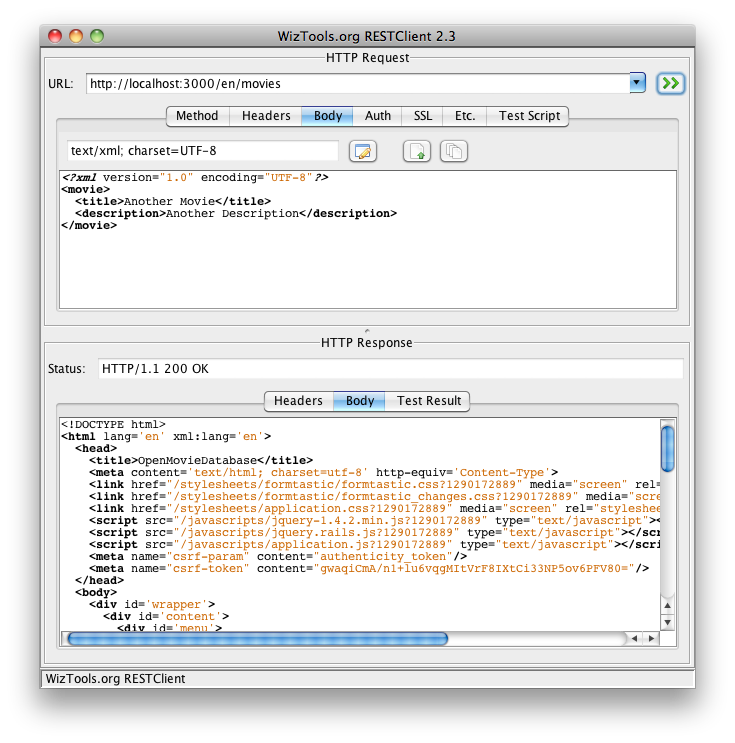 WizTools.org RESTClient 2.3
HTTP Request
URL: http://localhost:3000/en/movies
Method Headers Body Auth SSL Etc. Test Script
text/xml; charset=UTF-8
<?xml version="1.0" encoding="UTF-8"?>
<movie>
  <title>Another Movie</title>
  <description>Another Description</description>
</movie>
HTTP Response
Status: HTTP/1.1 200 OK
Headers Body Test Result
<!DOCTYPE html>
<html lang='en' xml:lang='en'>
  <head>
    <title>OpenMovieDatabase</title>
    <meta content='text/html; charset=utf-8' http-equiv='Content-Type'>
    <link href="/stylesheets/formtastic/formtastic.css?1290172889" media="screen" rel=
    <link href="/stylesheets/formtastic/formtastic_changes.css?1290172889" media="scre
    <link href="/stylesheets/application.css?1290172889" media="screen" rel="styleshe
    <script src="/javascripts/jquery-1.4.2.min.js?1290172889" type="text/javascript"><
    <script src="/javascripts/jquery.rails.js?1290172889" type="text/javascript"></scr
    <script src="/javascripts/application.js?1290172889" type="text/javascript"></scri
    <meta name="csrf-param" content="authenticity_token"/>
    <meta name="csrf-token" content="gwaqiCmA/n1+lu6vqgMItVrF8IXtCi33NP5ov6PFV80="/>
  </head>
  <body>
    <div id='wrapper'>
      <div id='content'>
        <div id='menu'>
WizTools.org RESTClient